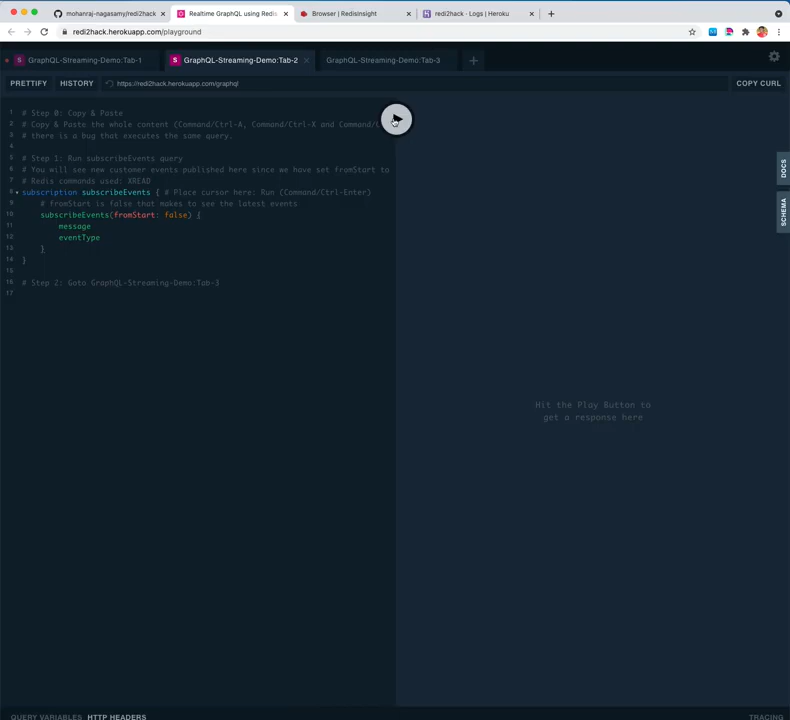 mohanraj-nagasamy/redi2hack
Realtime GraphQL using Redis
Browser | RedisInsight
redi2hack - Logs | Heroku
redi2hack.herokuapp.com/playground
GraphQL-Streaming-Demo:Tab-1
GraphQL-Streaming-Demo:Tab-2
GraphQL-Streaming-Demo:Tab-3
PRETTIFY
HISTORY
https://redi2hack.herokuapp.com/graphql
COPY CURL
1 # Step 0: Copy & Paste
2 # Copy & Paste the whole content (Command/Ctrl-A, Command/Ctrl-X and Command/
3 # there is a bug that executes the same query.
4
5 # Step 1: Run subscribeEvents query
6 # You will see new customer events published here since we have set fromStart to
7 # Redis commands used: XREAD
8 subscription subscribeEvents { # Place cursor here: Run (Command/Ctrl-Enter)
9 # fromStart is false that makes to see the latest events
10 subscribeEvents(fromStart: false) {
11 message
12 eventType
13 }
14 }
15
16 # Step 2: Goto GraphQL-Streaming-Demo:Tab-3
17
DOCS
SCHEMA
Hit the Play Button to
get a response here
QUERY VARIABLES
HTTP HEADERS
TRACING